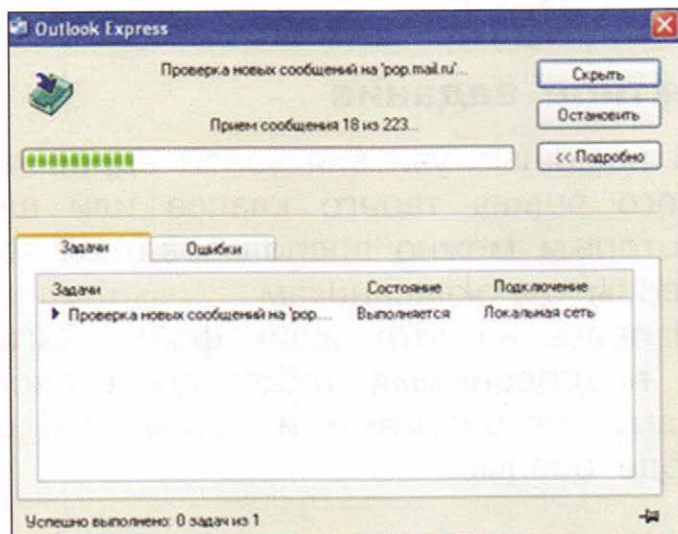 Outlook Express
Проверка новых сообщений на 'pop.mail.ru'...
Скрыть
Прием сообщения 18 из 223...
Остановить
<< Подробно
Задачи
Ошибки
Задачи Состояние Подключение
Проверка новых сообщений на 'pop.... Выполняется Локальная сеть
Успешно выполнено: 0 задач из 1